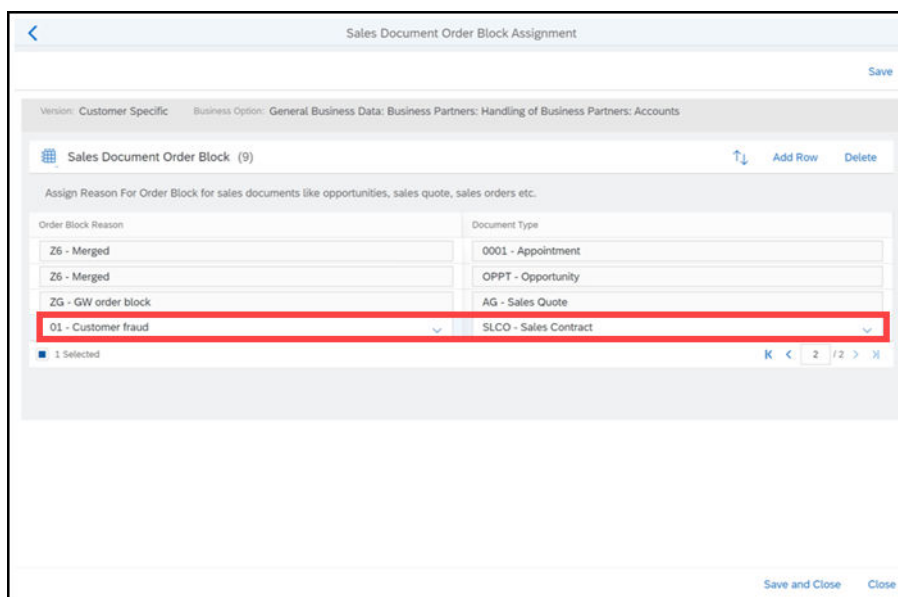 Sales Document Order Block Assignment
Save
Version: Customer Specific Business Option: General Business Data: Business Partners: Handling of Business Partners: Accounts
Sales Document Order Block (9) Add Row Delete
Assign Reason For Order Block for sales documents like opportunities, sales quote, sales orders etc.
Order Block Reason Document Type
Z6 - Merged 0001 - Appointment
Z6 - Merged OPPT - Opportunity
ZG - GW order block AG - Sales Quote
01 - Customer fraud SLCO - Sales Contract
1 Selected 2 / 2
Save and Close Close